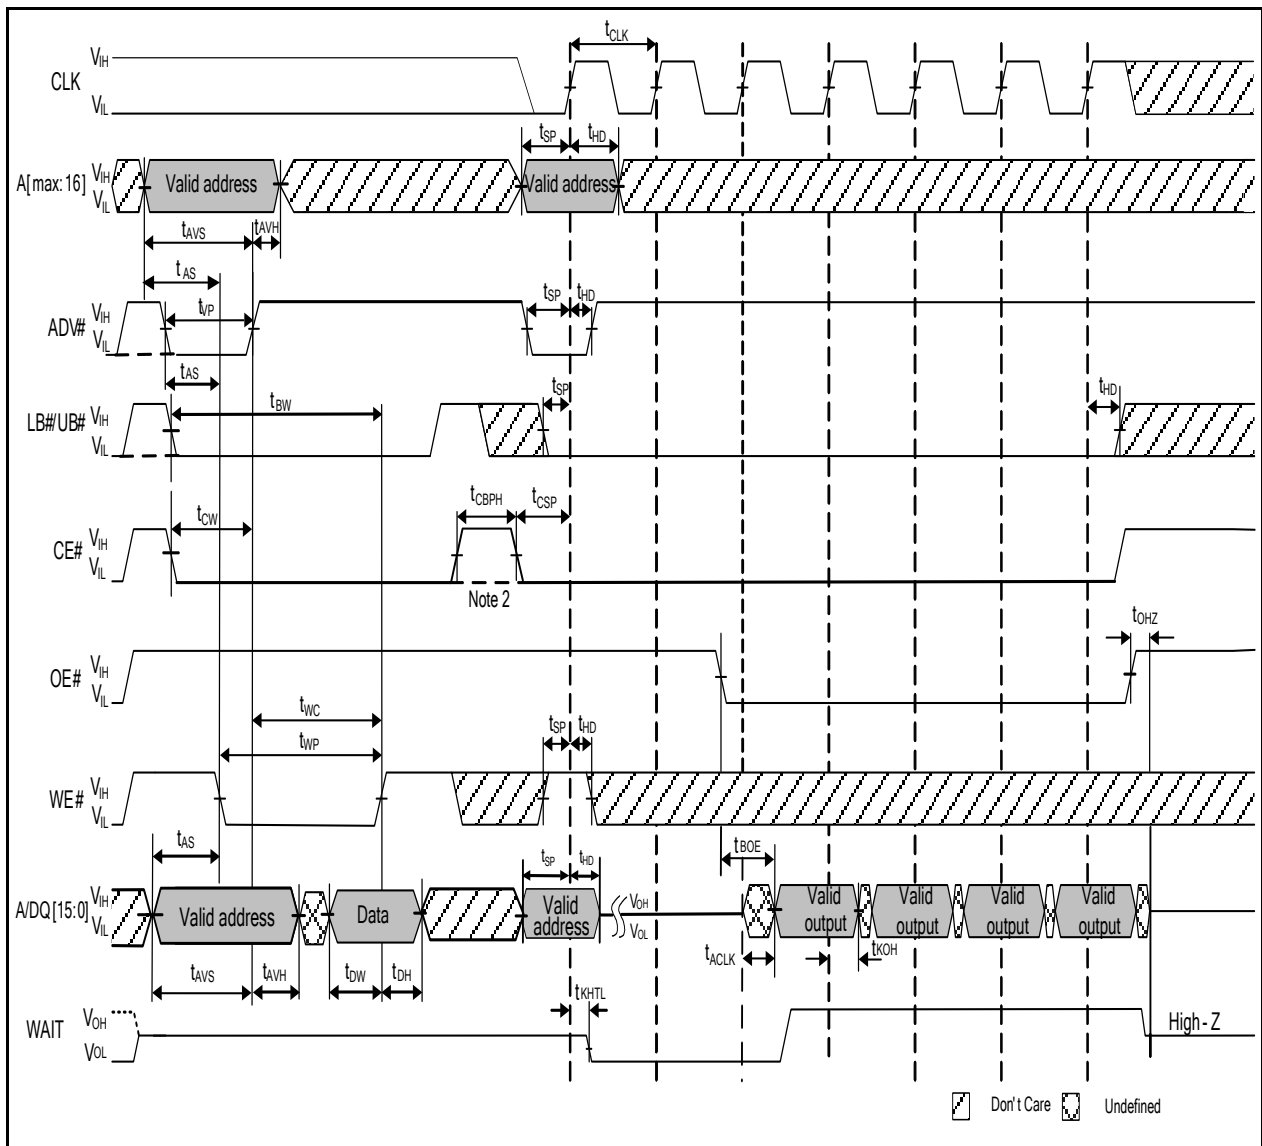 tCLK
CLK VIH
VIL
tSP tHD
A[max:16] VIH
VIL
Valid address Valid address
tAVS tAVH
tAS
ADV# VIH
VIL
tVP tSP tHD
tAS
LB#/UB# VIH
VIL
tBW tSP tHD
CE# VIH
VIL
tCW tCBPH tCSP
Note 2
OE# VIH
VIL
tOHZ
tWC
tWP tSP tHD
WE# VIH
VIL
tAS tSP tHD tBOE
A/DQ[15:0] VIH
VIL
Valid address Data Valid
address
VOH
VOL
Valid
output
Valid
output
Valid
output
Valid
output
tAVS tAVH tDW tDH tACLK tKOH
tKHTL
WAIT VOH
VOL
High-Z
Don't Care Undefined